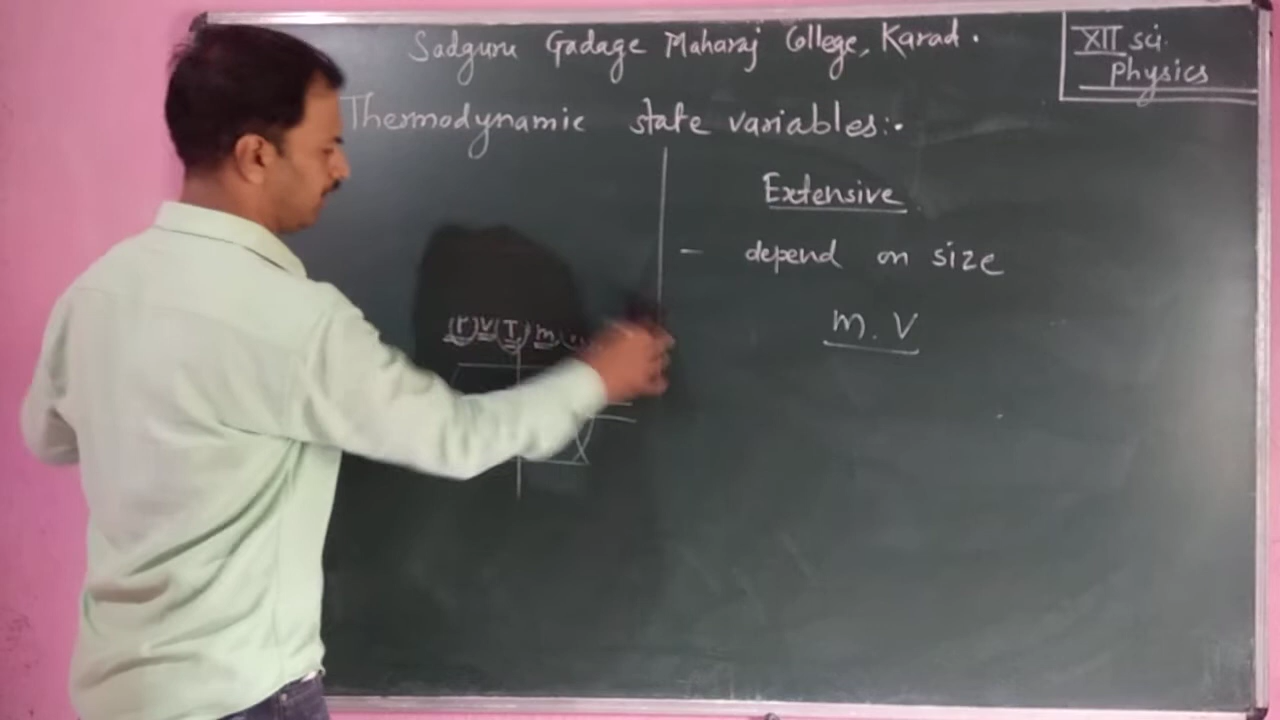 Sadguru Gadage Maharaj College, Karad.
XII sci.
Physics
Thermodynamic state variables:-
Extensive
- depend on size
m. V
(P) V (T) m